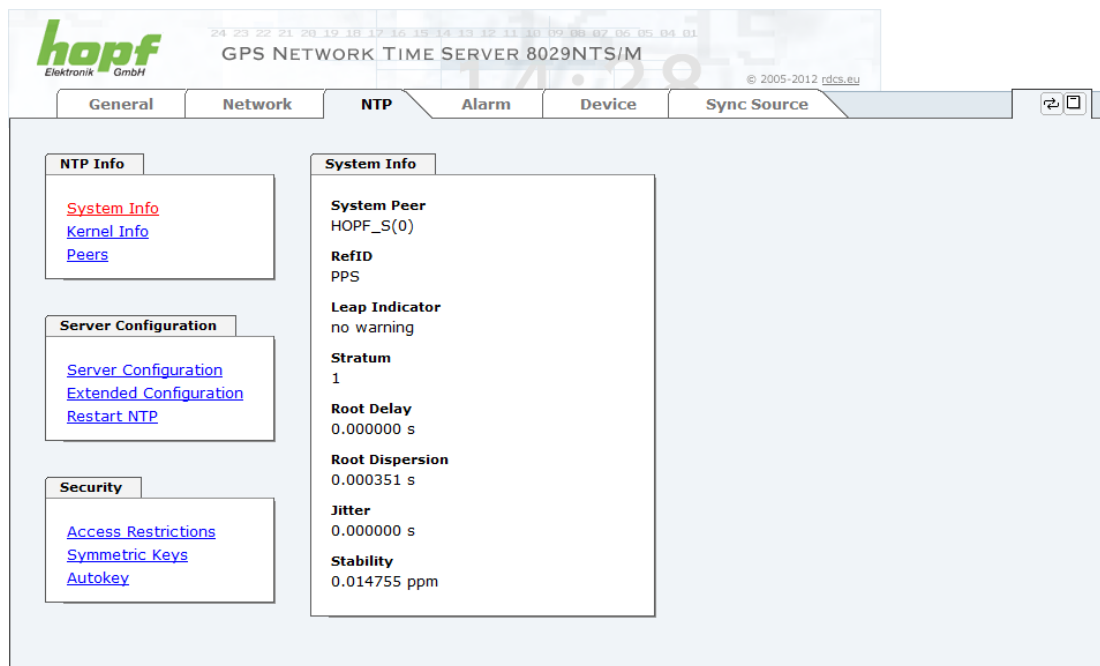 hopf
Elektronik GmbH
24 23 22 21 20 19 18 17 16 15 14 13 12 11 10 09 08 07 06 05 04 01
GPS NETWORK TIME SERVER 8029NTS/M
14:28
© 2005-2012 rdcs.eu
General Network NTP Alarm Device Sync Source
NTP Info
System Info
Kernel Info
Peers
Server Configuration
Server Configuration
Extended Configuration
Restart NTP
Security
Access Restrictions
Symmetric Keys
Autokey
System Info
System Peer
HOPF_S(0)
RefID
PPS
Leap Indicator
no warning
Stratum
1
Root Delay
0.000000 s
Root Dispersion
0.000351 s
Jitter
0.000000 s
Stability
0.014755 ppm